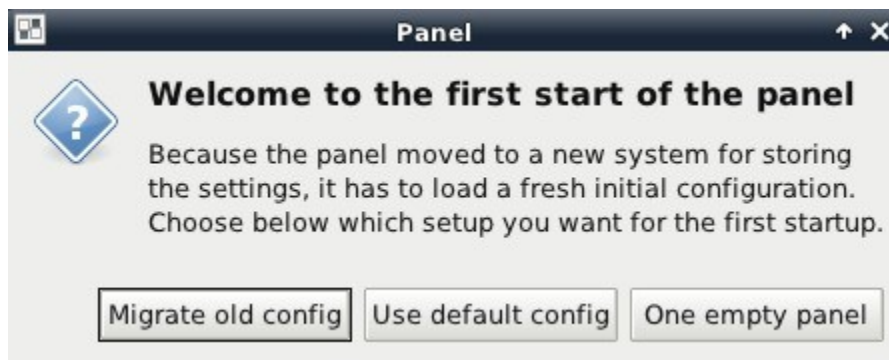 Panel
Welcome to the first start of the panel
Because the panel moved to a new system for storing
the settings, it has to load a fresh initial configuration.
Choose below which setup you want for the first startup.
Migrate old config Use default config One empty panel